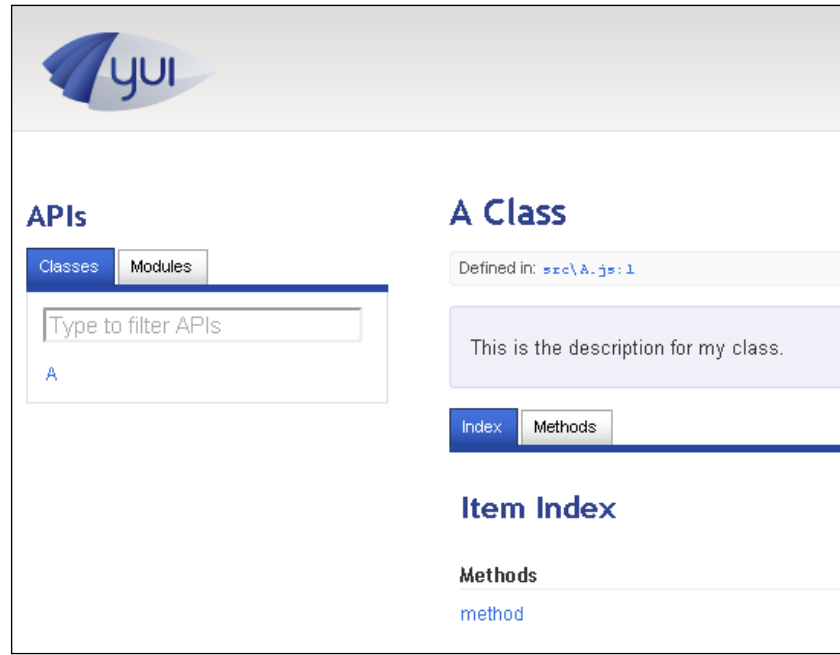 yui
APIs
Classes Modules
Type to filter APIs
A
A Class
Defined in: src\A.js:1
This is the description for my class.
Index Methods
Item Index
Methods
method